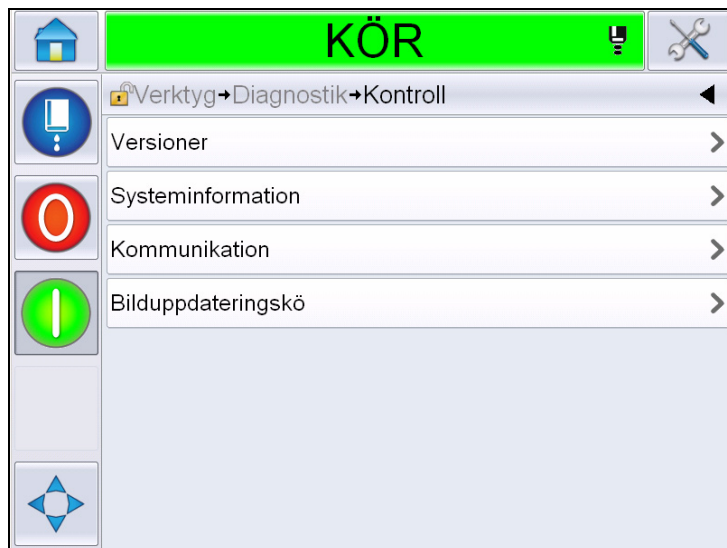 KÖR
Verktyg→Diagnostik→Kontroll
Versioner
Systeminformation
Kommunikation
Bilduppdateringskö